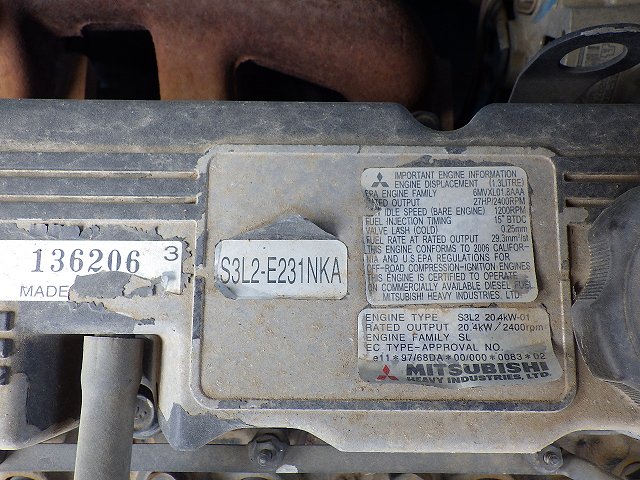 136206 3
MADE
S3L2-E231NKA
IMPORTANT ENGINE INFORMATION
ENGINE DISPLACEMENT (1.3LITRE)
EPA ENGINE FAMILY 6MVXL01.8AAA
RATED OUTPUT 27HP/2400RPM
IDLE SPEED (BARE ENGINE) 1200RPM
FUEL INJECTION TIMING 15° BTDC
VALVE LASH (COLD) 0.25mm
FUEL RATE AT RATED OUTPUT 29.3mm³/st
THIS ENGINE CONFORMS TO 2006 CALIFOR-
NIA AND U.S EPA REGULATIONS FOR
OFF-ROAD COMPRESSION-IGNITION ENGINES
THIS ENGINE IS CERTIFIED TO OPERATE
ON COMMERCIALLY AVAILABLE DIESEL FUEL
MITSUBISHI HEAVY INDUSTRIES, LTD.
ENGINE TYPE S3L2 20.4kW-01
RATED OUTPUT 20.4kW/2400rpm
ENGINE FAMILY SL
EC TYPE-APPROVAL NO.
e11*97/68DA*00/000*0083*02
MITSUBISHI
HEAVY INDUSTRIES, LTD.